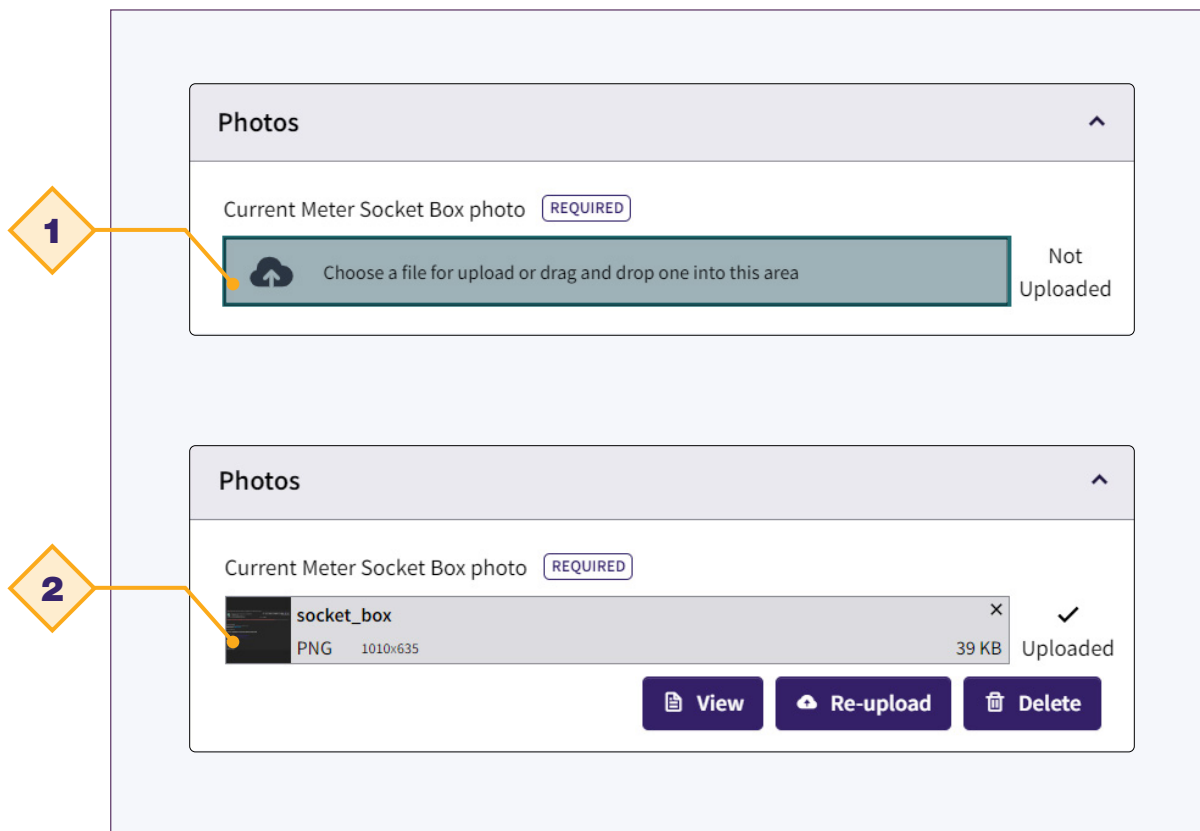 Photos
1
Current Meter Socket Box photo REQUIRED
Choose a file for upload or drag and drop one into this area
Not
Uploaded
Photos
2
Current Meter Socket Box photo REQUIRED
socket_box
PNG 1010x635
39 KB
Uploaded
View
Re-upload
Delete